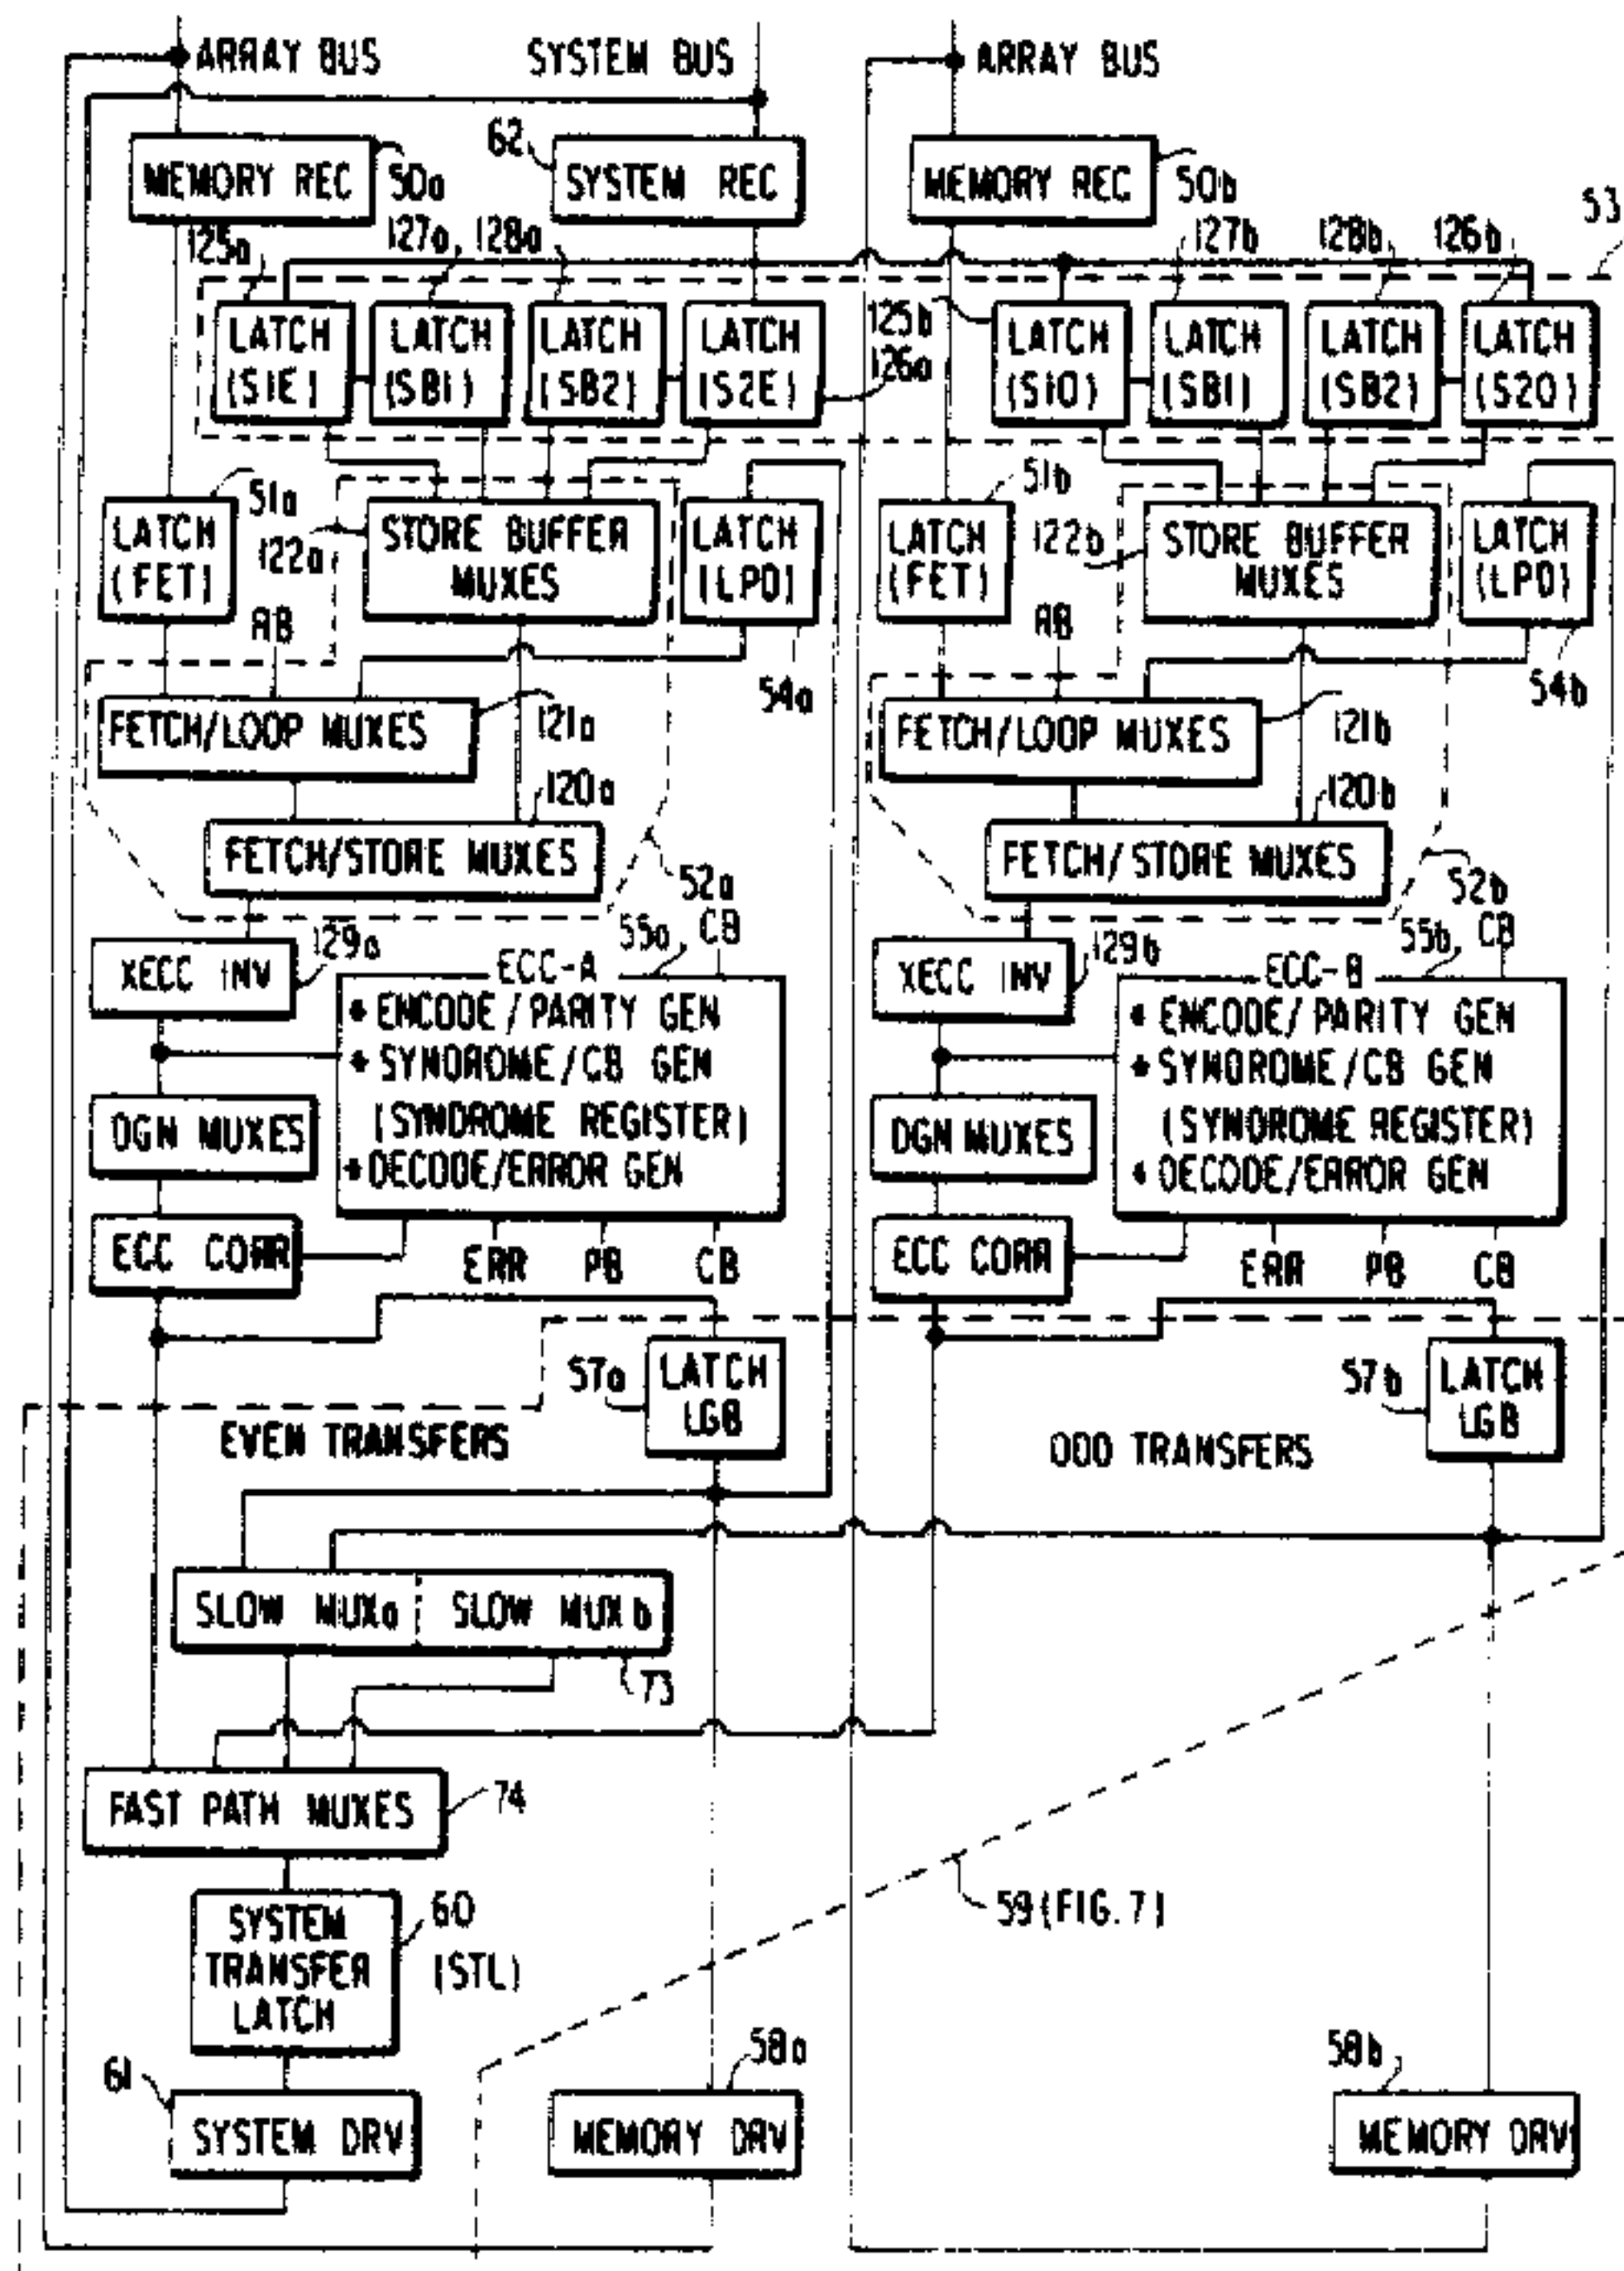 ARRAY BUS SYSTEM BUS ARRAY BUS
MEMORY REC 50a 62 SYSTEM REC MEMORY REC 50b 53
125a 127a, 128a 127b 128b 126b
LATCH (S1E)
LATCH (SB1)
LATCH (SB2)
LATCH (S2E)
125b
126a
LATCH (S1O)
LATCH (SB1)
LATCH (SB2)
LATCH (S2O)
LATCH (FET)
51a
122a
STORE BUFFER MUXES
LATCH (LPD)
LATCH (FET)
51b
122b
STORE BUFFER MUXES
LATCH (LPD)
AB 54a AB 54b
FETCH/LOOP MUXES 121a FETCH/LOOP MUXES 121b
120a 120b
FETCH/STORE MUXES 52a FETCH/STORE MUXES 52b
XECC INV 129a 55a, CB XECC INV 129b 55b, CB
ECC-A
* ENCODE/PARITY GEN
* SYNDROME/CB GEN
(SYNDROME REGISTER)
* DECODE/ERROR GEN
ECC-B
* ENCODE/PARITY GEN
* SYNDROME/CB GEN
(SYNDROME REGISTER)
* DECODE/ERROR GEN
DGN MUXES DGN MUXES
ECC CORR ERR PB CB ECC CORR ERR PB CB
57a LATCH LGB 57b LATCH LGB
EVEN TRANSFERS ODD TRANSFERS
SLOW MUXa SLOW MUXb
73
FAST PATH MUXES 74
59 (FIG. 7)
SYSTEM
TRANSFER
LATCH
60
(STL)
61 58a 58b
SYSTEM DRV MEMORY DRV MEMORY DRV